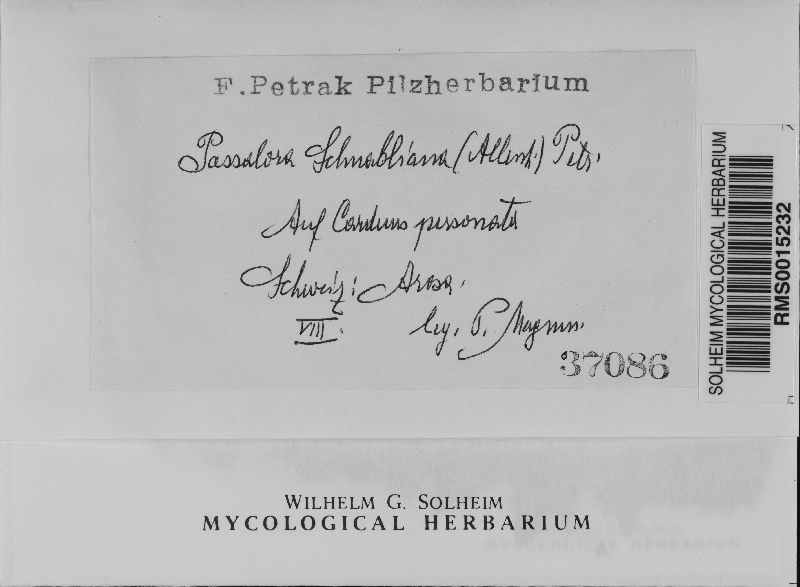 F. Petrak Pilzherbarium
Passalora Schnabliana (Allesch.) Petr.
Auf Carduus personata
Schweiz: Arosa.
VIII. leg. P. Magnus.
37086
SOLHEIM MYCOLOGICAL HERBARIUM
RMS0015232
WILHELM G. SOLHEIM
MYCOLOGICAL HERBARIUM